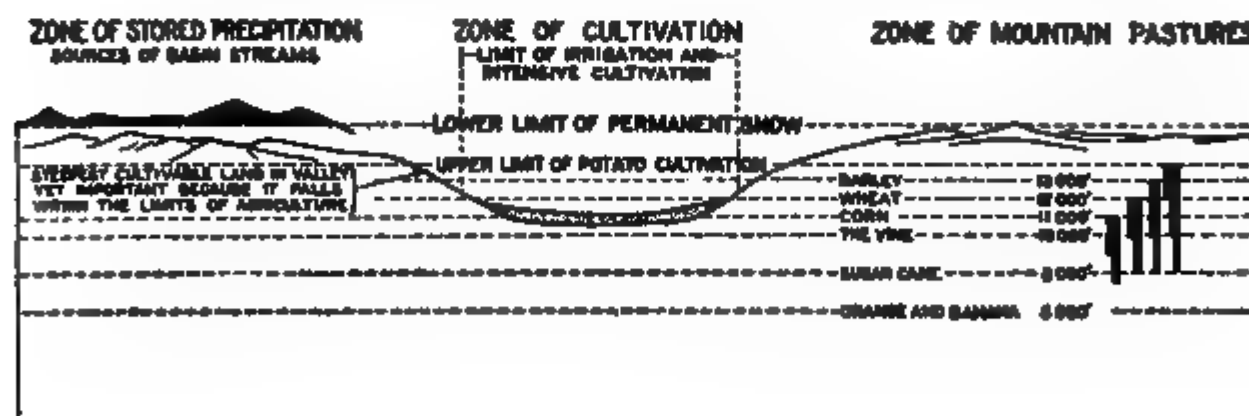 ZONE OF STORED PRECIPITATION
SOURCES OF BASIN STREAMS
ZONE OF CULTIVATION
LIMIT OF IRRIGATION AND
INTENSIVE CULTIVATION
ZONE OF MOUNTAIN PASTURES
LOWER LIMIT OF PERMANENT SNOW
UPPER LIMIT OF POTATO CULTIVATION
STEEPEST CULTIVABLE LAND IN VALLEY
YET IMPORTANT BECAUSE IT FALLS
WITHIN THE LIMITS OF AGRICULTURE
BARLEY
WHEAT
CORN 11 000'
THE VINE
SUGAR CANE
ORANGE AND BANANA